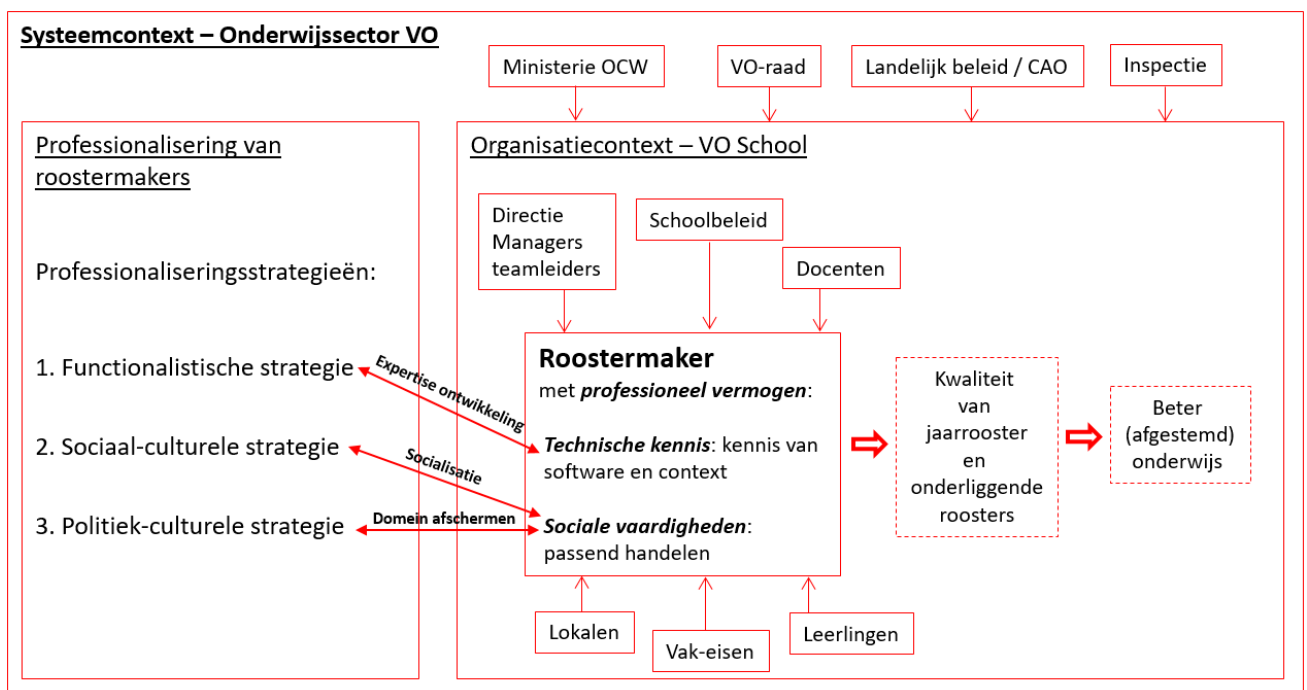 Systeemcontext – Onderwijssector VO
Ministerie OCW
VO-raad
Landelijk beleid / CAO
Inspectie
Professionalisering van
roostermakers
Professionaliseringsstrategieën:
1. Functionalistische strategie
2. Sociaal-culturele strategie
3. Politiek-culturele strategie
Expertise ontwikkeling
Socialisatie
Domein afschermen
Organisatiecontext – VO School
Directie
Managers
teamleiders
Schoolbeleid
Docenten
Roostermaker
met professioneel vermogen:
Technische kennis: kennis van
software en context
Sociale vaardigheden:
passend handelen
Lokalen
Vak-eisen
Leerlingen
Kwaliteit
van
jaarrooster
en
onderliggende
roosters
Beter
(afgestemd)
onderwijs